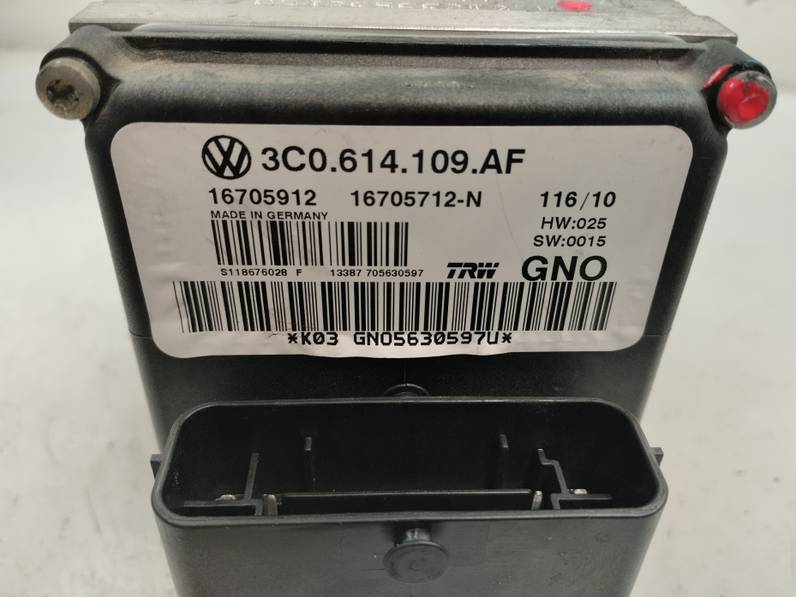 3C0.614.109.AF
16705912 16705712-N 116/10
MADE IN GERMANY HW:025
SW:0015
S118676028 F 13387 705630597 TRW GNO
*K03 GNO5630597U*